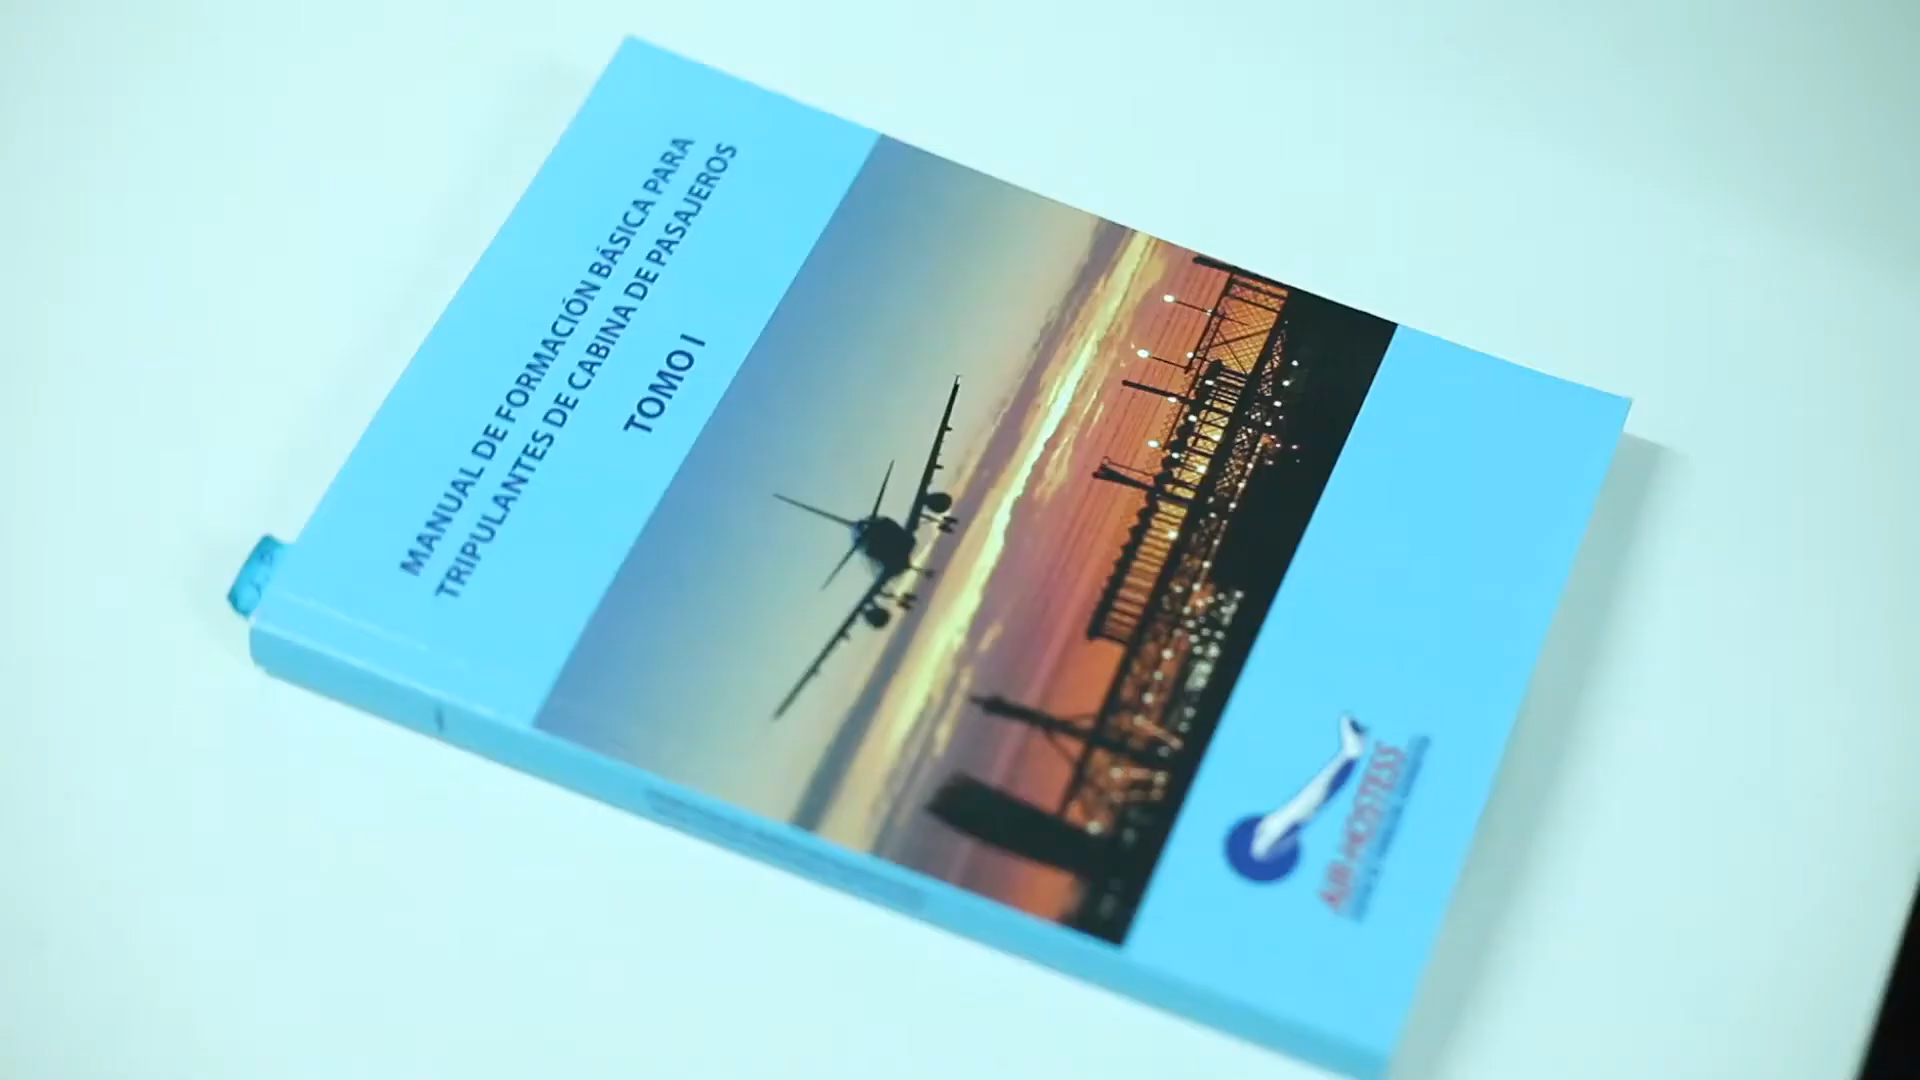 MANUAL DE FORMACIÓN BÁSICA PARA
TRIPULANTES DE CABINA DE PASAJEROS
TOMO I
AIR HOSTESS